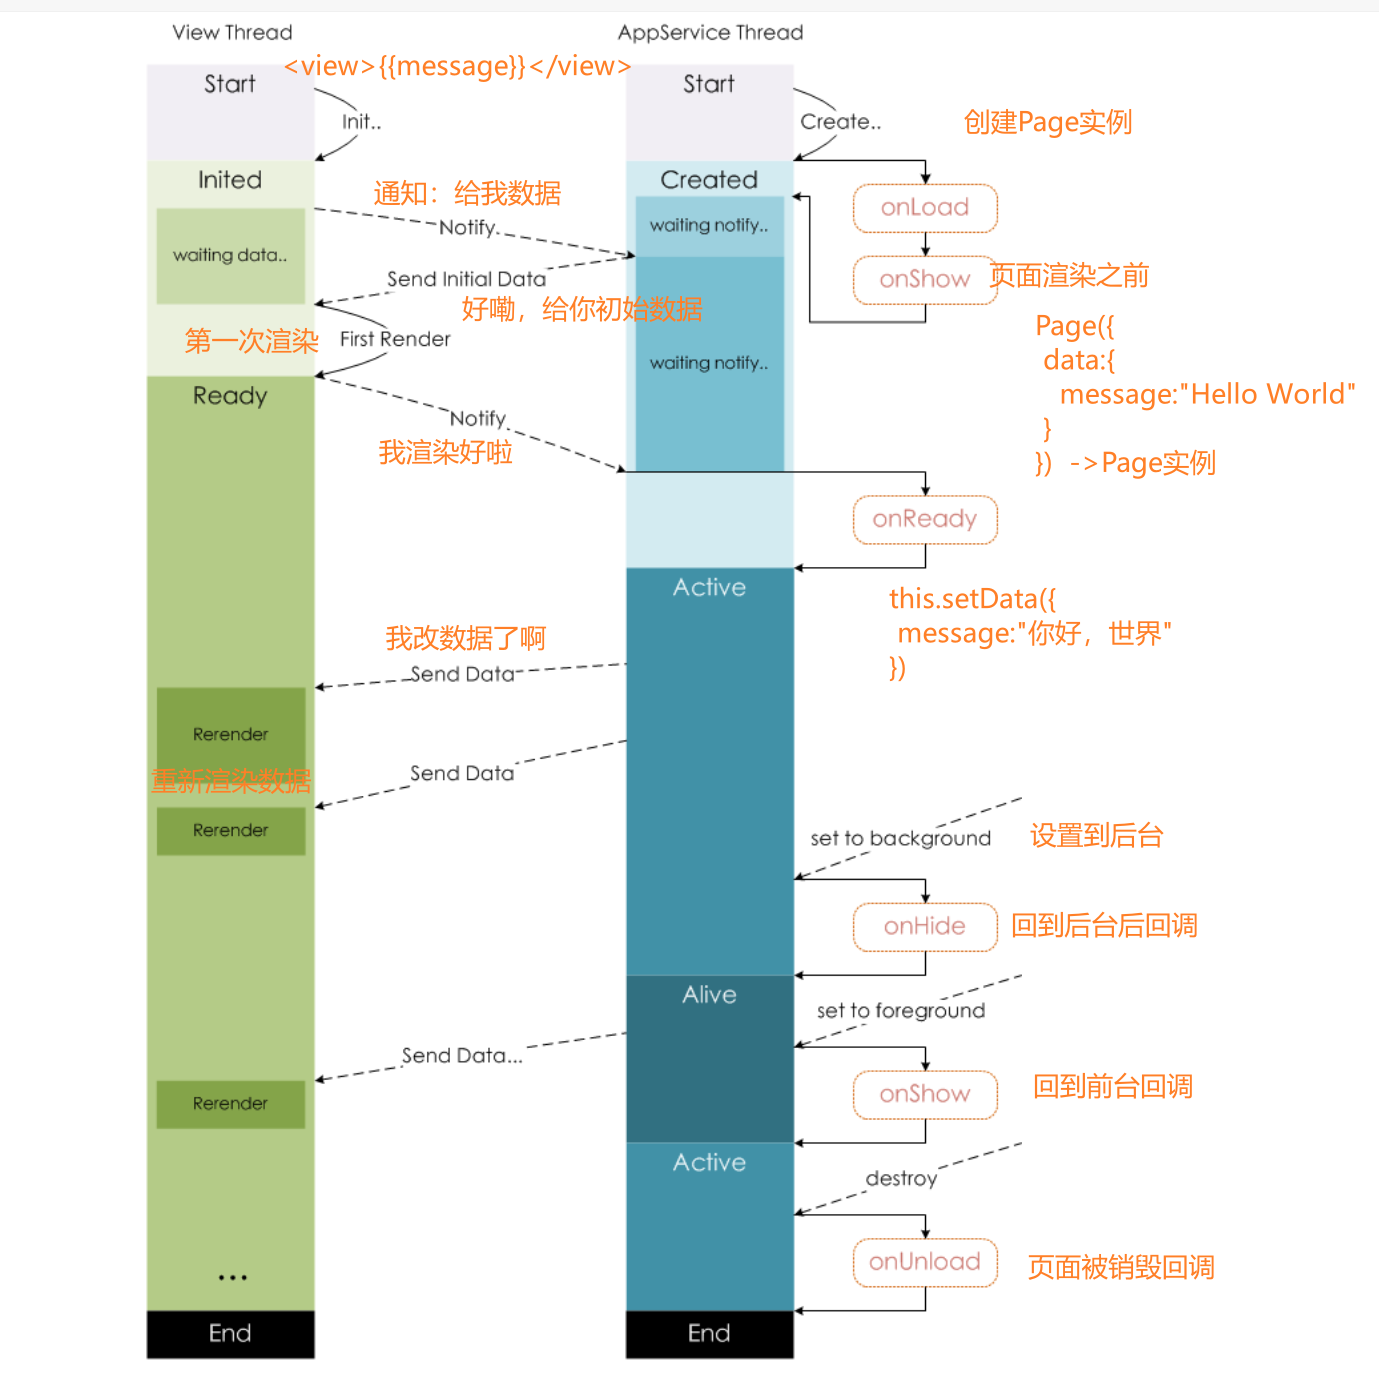 View Thread
AppService Thread
<view>{{message}}</view>
Start
Start
Init..
Create..
创建Page实例
Inited
Created
通知：给我数据
onLoad
Notify
waiting notify..
waiting data..
Send Initial Data
onShow
页面渲染之前
好嘞，给你初始数据
第一次渲染
First Render
waiting notify..
Page({
data:{
message:"Hello World"
}
}) ->Page实例
Ready
Notify
我渲染好啦
onReady
Active
this.setData({
message:"你好，世界"
})
我改数据了啊
Send Data
Rerender
重新渲染数据
Send Data
Rerender
set to background
设置到后台
onHide
回到后台后回调
Alive
set to foreground
Send Data...
onShow
回到前台回调
Rerender
Active
destroy
onUnload
页面被销毁回调
...
End
End